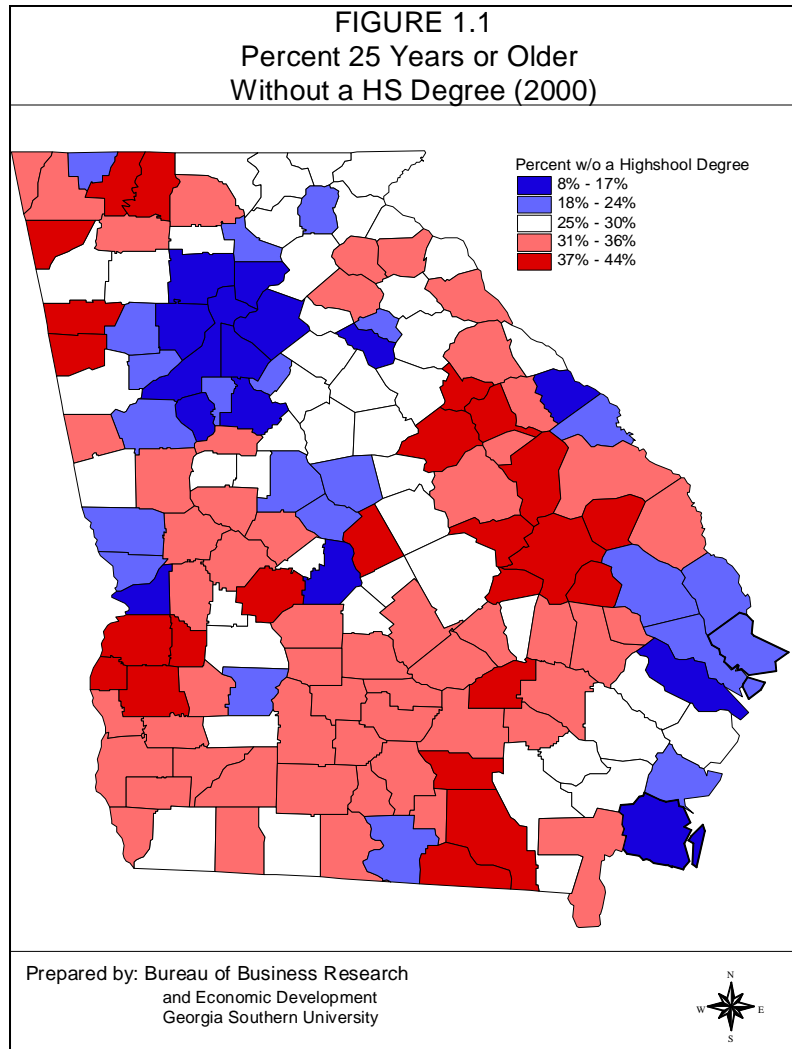 FIGURE 1.1
Percent 25 Years or Older
Without a HS Degree (2000)
Percent w/o a Highshool Degree
8% - 17%
18% - 24%
25% - 30%
31% - 36%
37% - 44%
Prepared by: Bureau of Business Research
and Economic Development
Georgia Southern University
N
W E
S